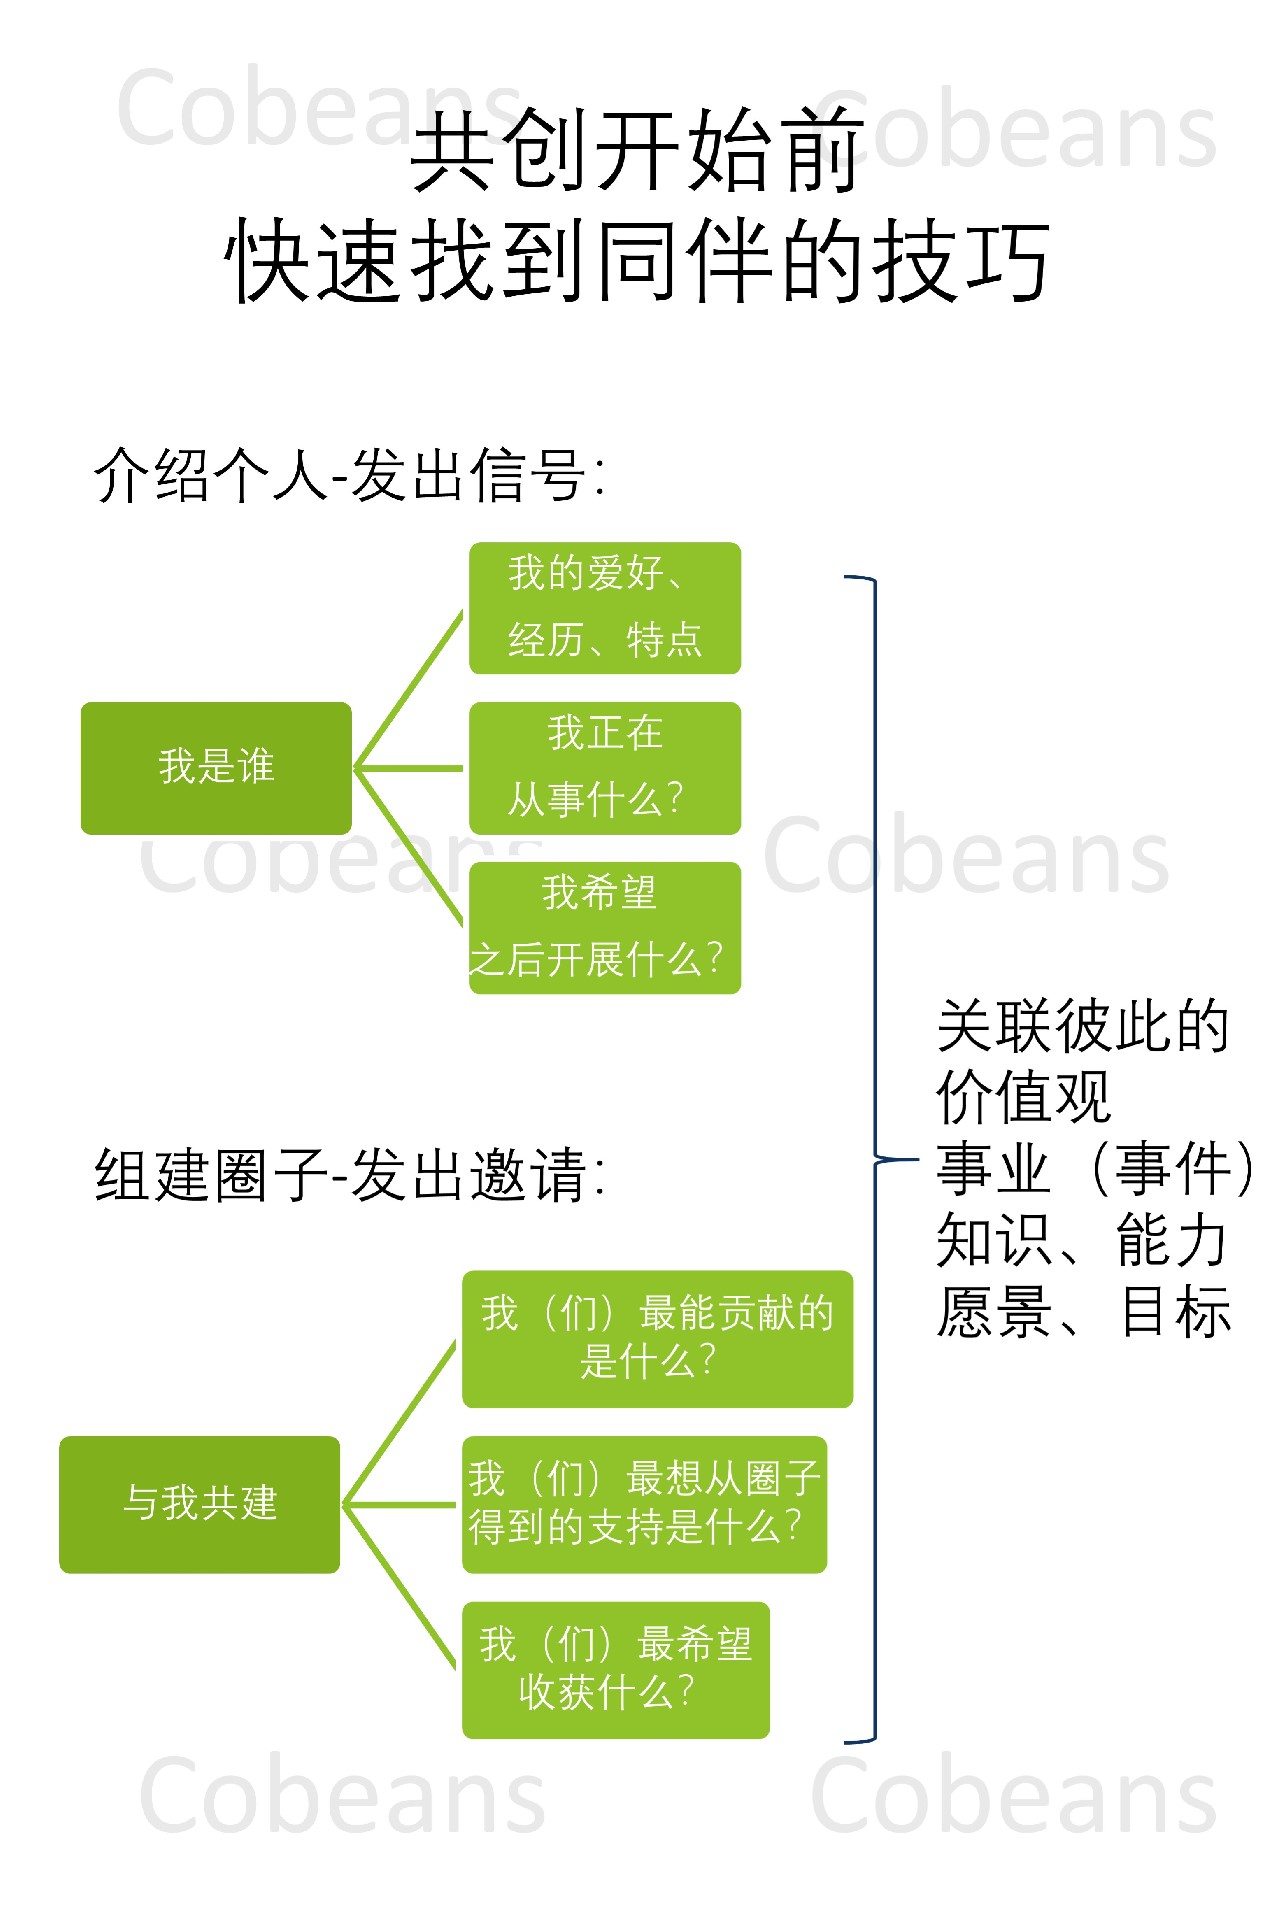 Cobeans
Cobeans
共创开始前
快速找到同伴的技巧
介绍个人-发出信号：
我是谁
我的爱好、
经历、特点
我正在
从事什么？
我希望
之后开展什么？
Cobeans
Cobeans
组建圈子-发出邀请：
与我共建
我（们）最能贡献的
是什么？
我（们）最想从圈子
得到的支持是什么？
我（们）最希望
收获什么？
关联彼此的
价值观
事业（事件）
知识、能力
愿景、目标
Cobeans
Cobeans